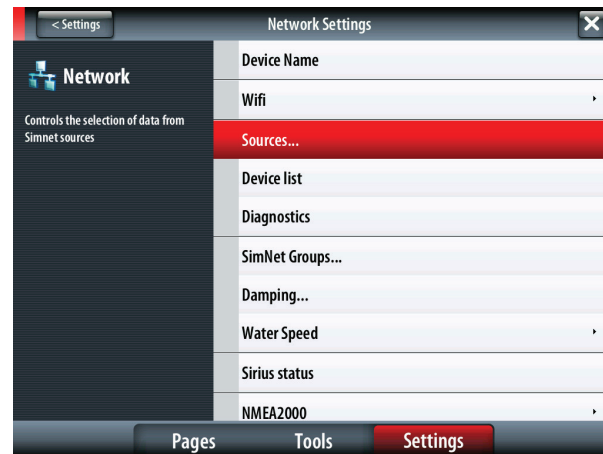 < Settings
Network Settings
Network
Controls the selection of data from
Simnet sources
Device Name
Wifi
Sources...
Device list
Diagnostics
SimNet Groups...
Damping...
Water Speed
Sirius status
NMEA2000
Pages
Tools
Settings